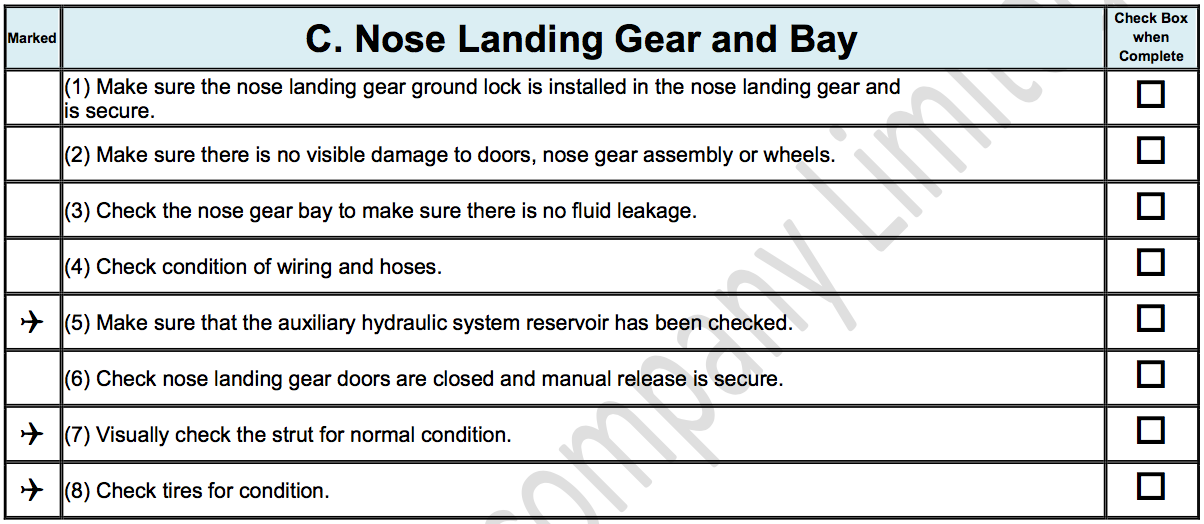 Marked
C. Nose Landing Gear and Bay
Check Box
when
Complete
(1) Make sure the nose landing gear ground lock is installed in the nose landing gear and
is secure.
(2) Make sure there is no visible damage to doors, nose gear assembly or wheels.
(3) Check the nose gear bay to make sure there is no fluid leakage.
(4) Check condition of wiring and hoses.
(5) Make sure that the auxiliary hydraulic system reservoir has been checked.
(6) Check nose landing gear doors are closed and manual release is secure.
(7) Visually check the strut for normal condition.
(8) Check tires for condition.